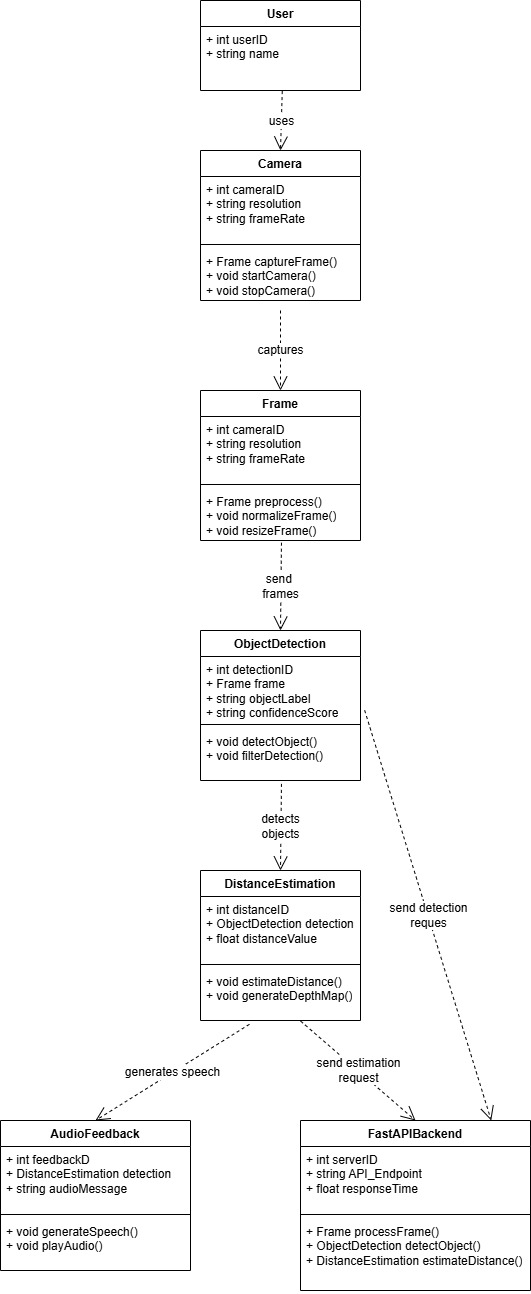 User
+ int userID
+ string name
uses
Camera
+ int cameraID
+ string resolution
+ string frameRate
+ Frame captureFrame()
+ void startCamera()
+ void stopCamera()
captures
Frame
+ int cameraID
+ string resolution
+ string frameRate
+ Frame preprocess()
+ void normalizeFrame()
+ void resizeFrame()
send
frames
ObjectDetection
+ int detectionID
+ Frame frame
+ string objectLabel
+ string confidenceScore
+ void detectObject()
+ void filterDetection()
detects
objects
DistanceEstimation
+ int distanceID
+ ObjectDetection detection
+ float distanceValue
+ void estimateDistance()
+ void generateDepthMap()
send detection
reques
generates speech
send estimation
request
AudioFeedback
+ int feedbackD
+ DistanceEstimation detection
+ string audioMessage
+ void generateSpeech()
+ void playAudio()
FastAPIBackend
+ int serverID
+ string API_Endpoint
+ float responseTime
+ Frame processFrame()
+ ObjectDetection detectObject()
+ DistanceEstimation estimateDistance()